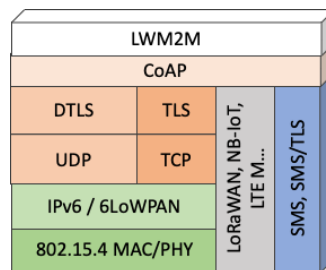 LWM2M
CoAP
DTLS
TLS
UDP
TCP
IPv6 / 6LoWPAN
802.15.4 MAC/PHY
LoRaWAN, NB-IoT,
LTE M...
SMS, SMS/TLS